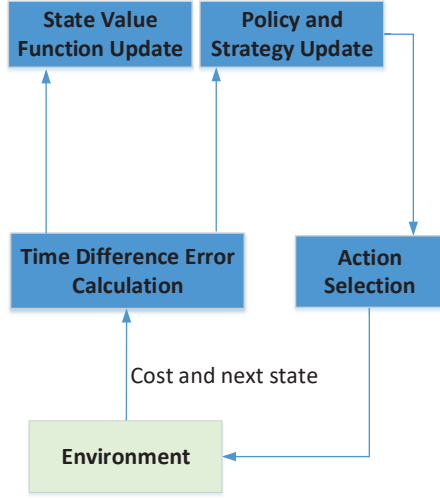 State Value
Function Update
Policy and
Strategy Update
Time Difference Error
Calculation
Action
Selection
Cost and next state
Environment